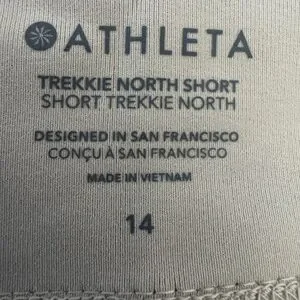 ATHLETA
TREKKIE NORTH SHORT
SHORT TREKKIE NORTH
DESIGNED IN SAN FRANCISCO
CONÇU À SAN FRANCISCO
MADE IN VIETNAM
14